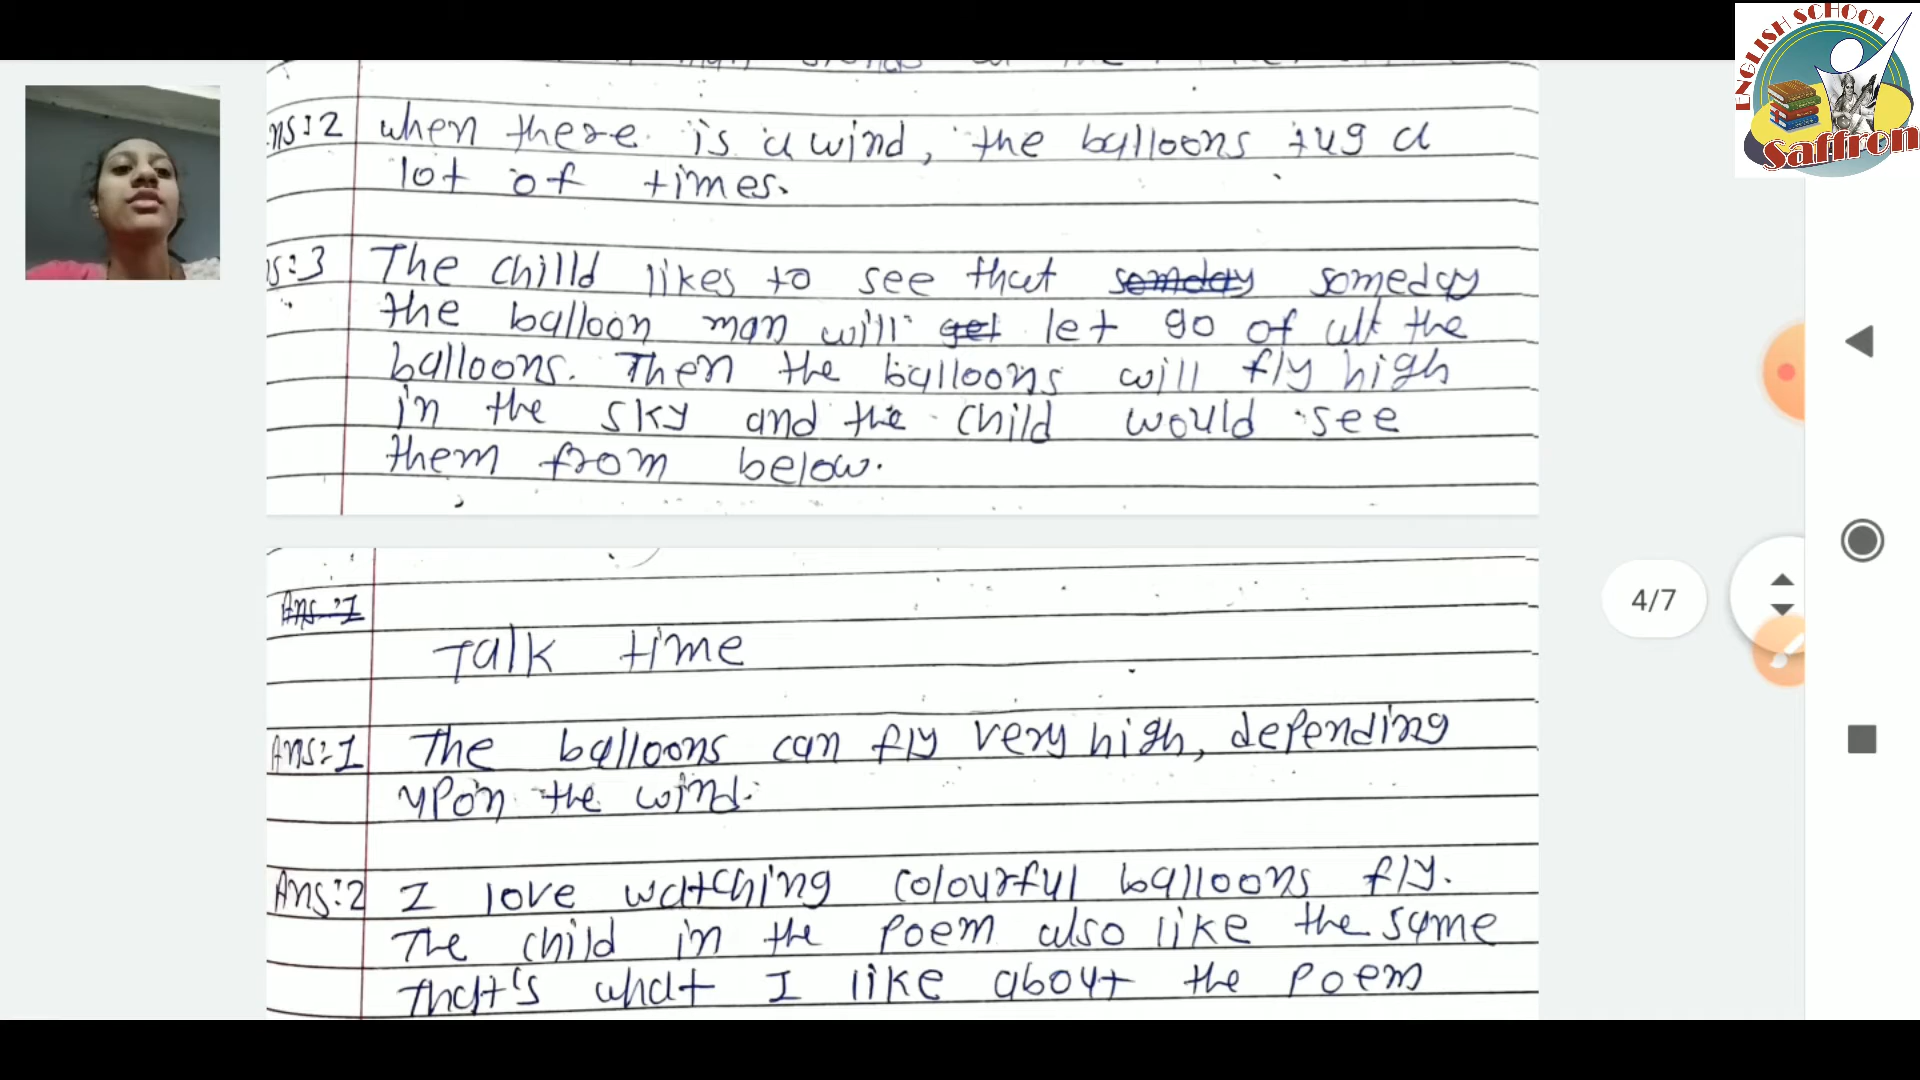 ENGLISH SCHOOL
Saffron
ns:2 when there is a wind, the balloons tug a
lot of times.
s:3 The chilld likes to see that somday someday
the balloon man will get let go of all the
balloons. Then the balloons will fly high
in the sky and the child would see
them from below.
Ans:1
Talk time
4/7
Ans:1 The balloons can fly very high, depending
upon the wind.
Ans:2 I love watching colourful balloons fly.
The child in the poem also like the same
That's what I like about the poem